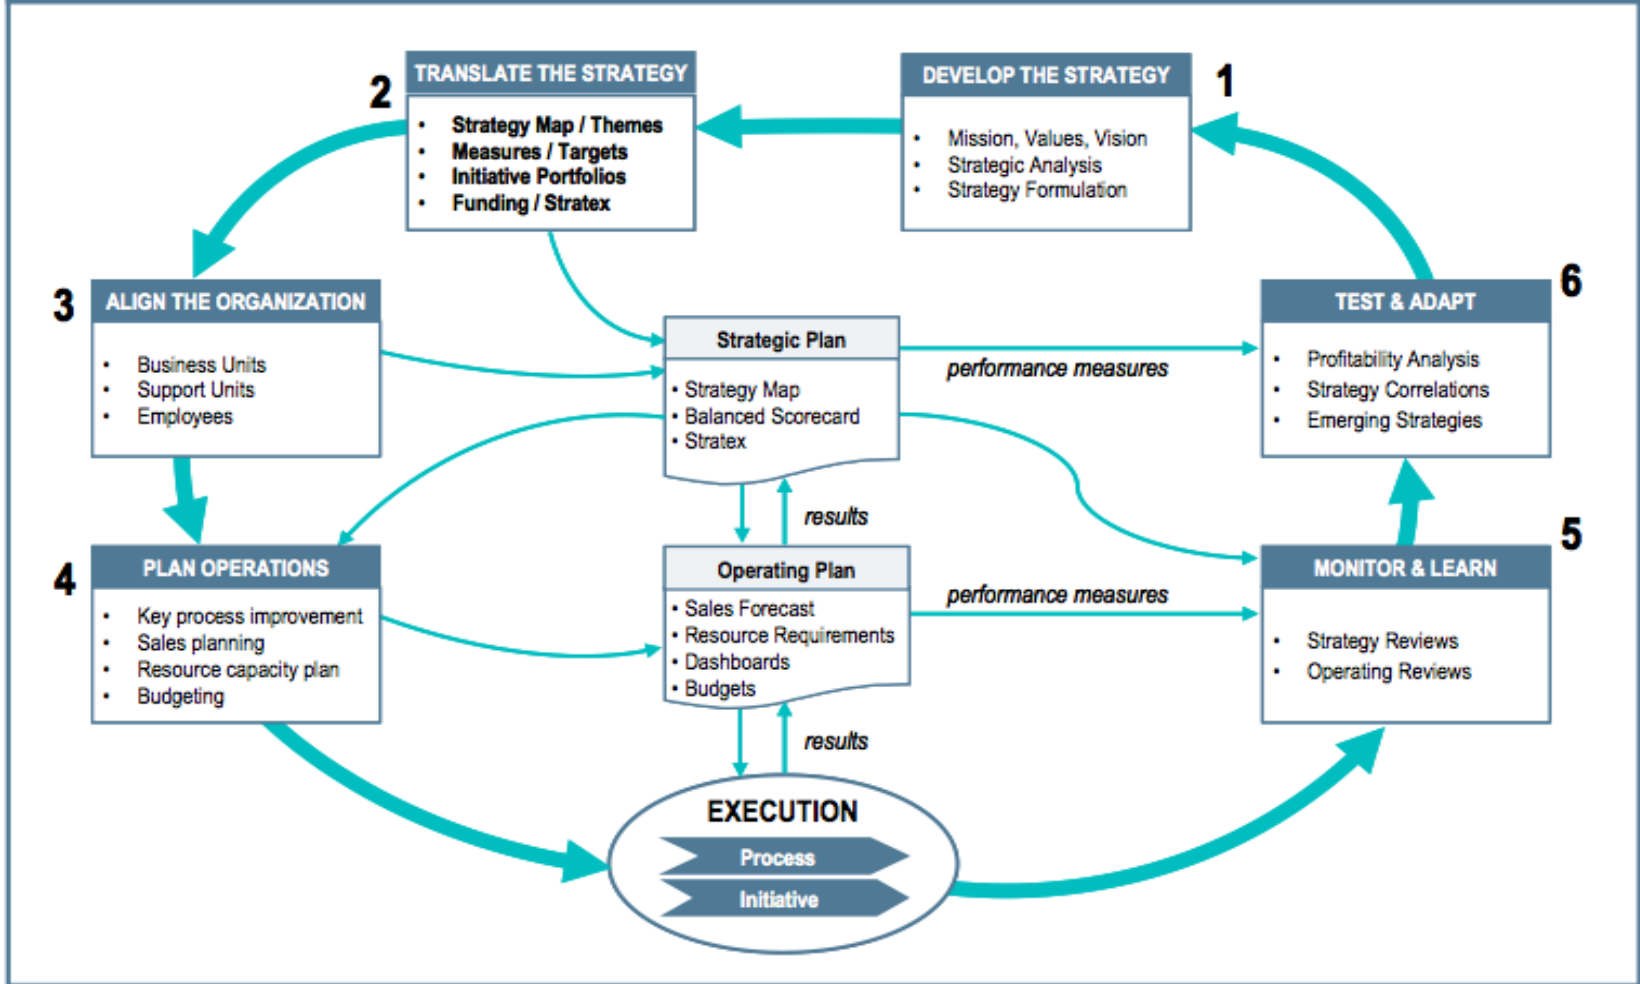 1
DEVELOP THE STRATEGY
• Mission, Values, Vision
• Strategic Analysis
• Strategy Formulation
2
TRANSLATE THE STRATEGY
• Strategy Map / Themes
• Measures / Targets
• Initiative Portfolios
• Funding / Stratex
3
ALIGN THE ORGANIZATION
• Business Units
• Support Units
• Employees
4
PLAN OPERATIONS
• Key process improvement
• Sales planning
• Resource capacity plan
• Budgeting
Strategic Plan
• Strategy Map
• Balanced Scorecard
• Stratex
performance measures
results
Operating Plan
• Sales Forecast
• Resource Requirements
• Dashboards
• Budgets
performance measures
results
EXECUTION
Process
Initiative
5
MONITOR & LEARN
• Strategy Reviews
• Operating Reviews
6
TEST & ADAPT
• Profitability Analysis
• Strategy Correlations
• Emerging Strategies